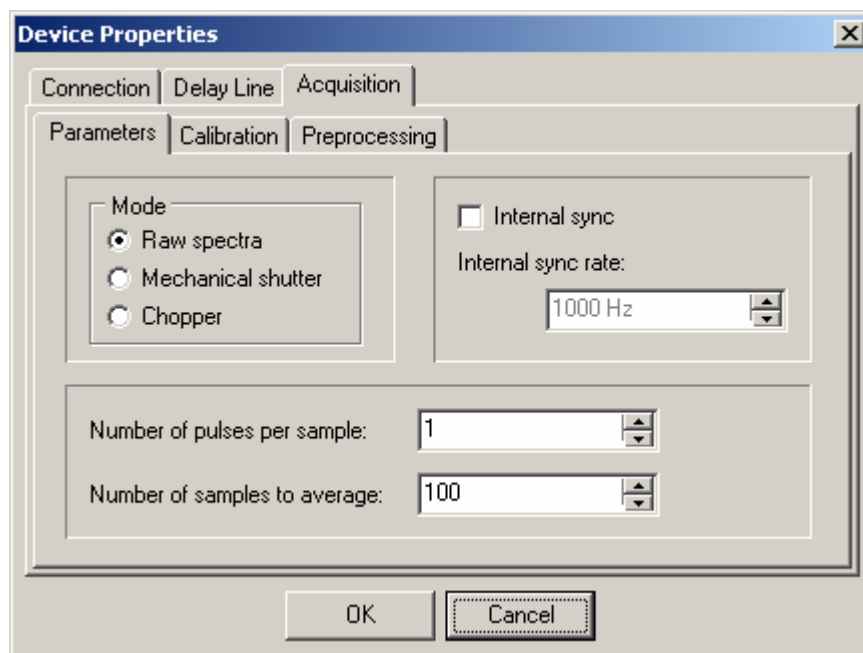 Device Properties
Connection Delay Line Acquisition
Parameters Calibration Preprocessing
Mode
Raw spectra
Mechanical shutter
Chopper
Internal sync
Internal sync rate:
1000 Hz
Number of pulses per sample: 1
Number of samples to average: 100
OK Cancel